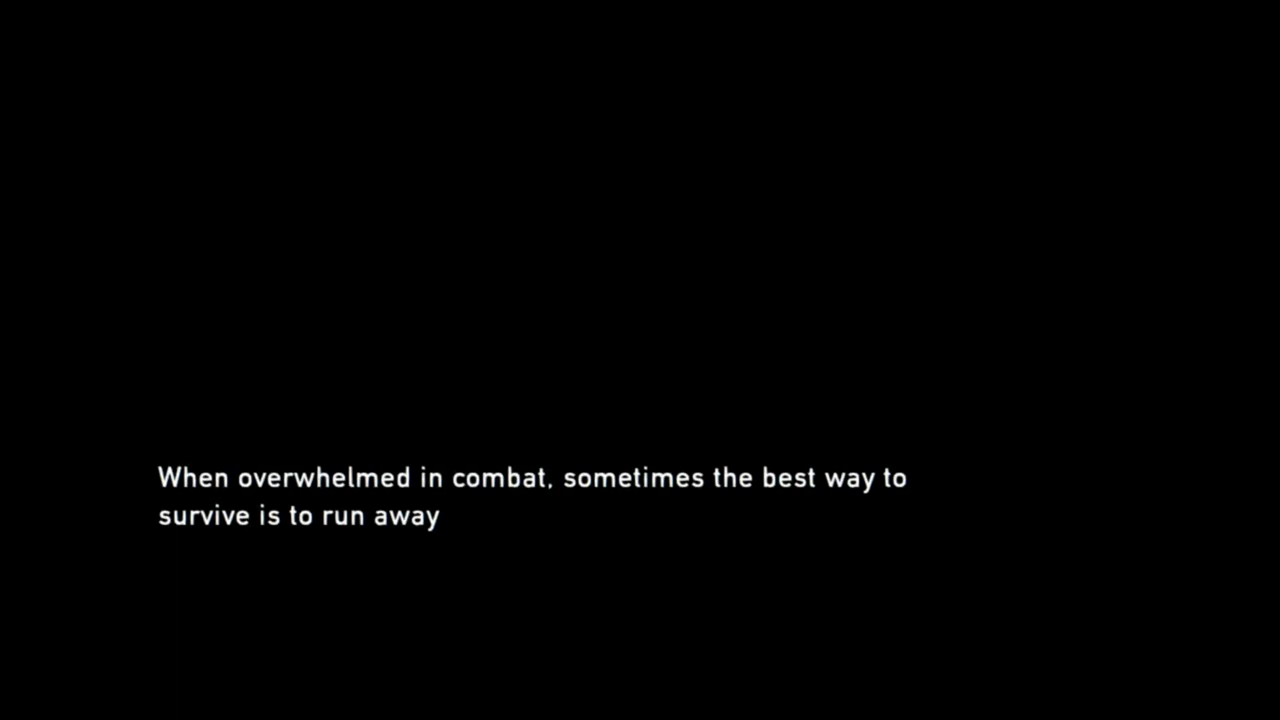 When overwhelmed in combat, sometimes the best way to
survive is to run away